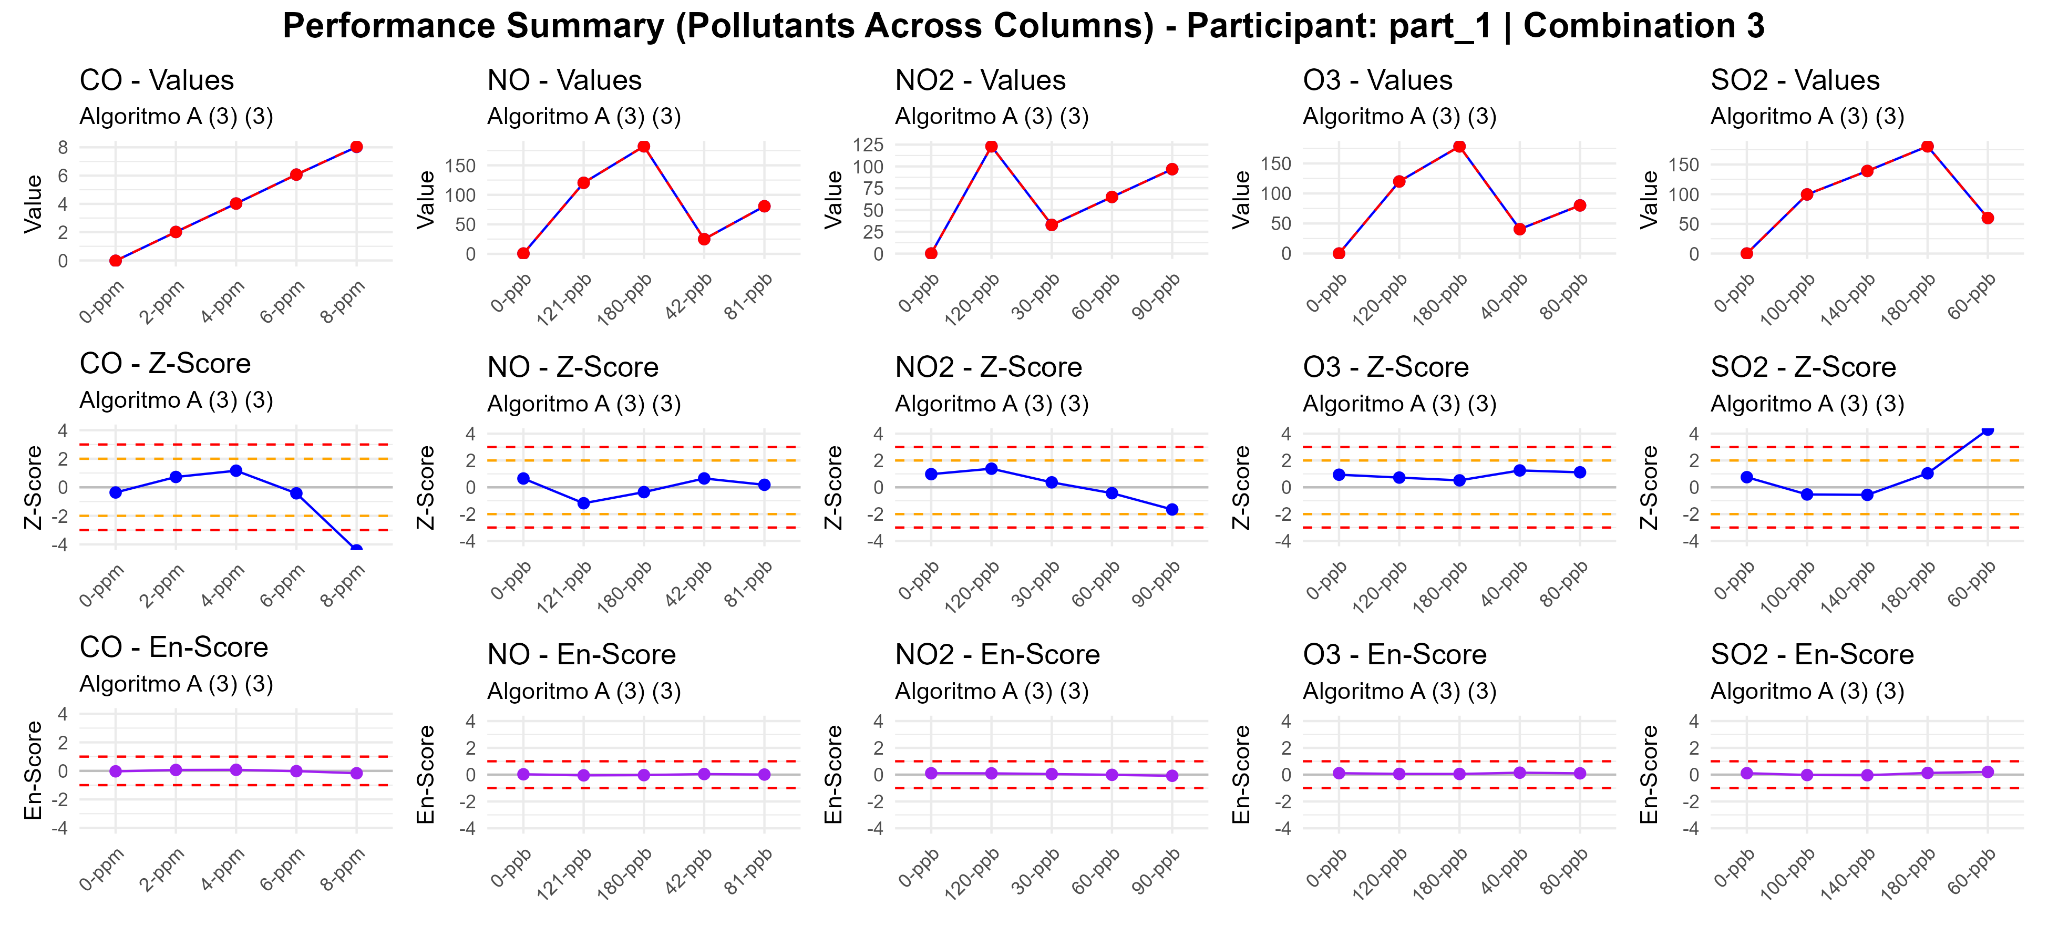 Performance Summary (Pollutants Across Columns) - Participant: part_1 | Combination 3
CO - Values
Algoritmo A (3) (3)
Value
8
6
4
2
0
0-ppm
2-ppm
4-ppm
6-ppm
8-ppm
NO - Values
Algoritmo A (3) (3)
Value
150
100
50
0
0-ppb
121-ppb
180-ppb
42-ppb
81-ppb
NO2 - Values
Algoritmo A (3) (3)
Value
125
100
75
50
25
0
0-ppb
120-ppb
30-ppb
60-ppb
90-ppb
O3 - Values
Algoritmo A (3) (3)
Value
150
100
50
0
0-ppb
120-ppb
180-ppb
40-ppb
80-ppb
SO2 - Values
Algoritmo A (3) (3)
Value
150
100
50
0
0-ppb
100-ppb
140-ppb
180-ppb
60-ppb
CO - Z-Score
Algoritmo A (3) (3)
Z-Score
4
2
0
-2
-4
0-ppm
2-ppm
4-ppm
6-ppm
8-ppm
NO - Z-Score
Algoritmo A (3) (3)
Z-Score
4
2
0
-2
-4
0-ppb
121-ppb
180-ppb
42-ppb
81-ppb
NO2 - Z-Score
Algoritmo A (3) (3)
Z-Score
4
2
0
-2
-4
0-ppb
120-ppb
30-ppb
60-ppb
90-ppb
O3 - Z-Score
Algoritmo A (3) (3)
Z-Score
4
2
0
-2
-4
0-ppb
120-ppb
180-ppb
40-ppb
80-ppb
SO2 - Z-Score
Algoritmo A (3) (3)
Z-Score
4
2
0
-2
-4
0-ppb
100-ppb
140-ppb
180-ppb
60-ppb
CO - En-Score
Algoritmo A (3) (3)
En-Score
4
2
0
-2
-4
0-ppm
2-ppm
4-ppm
6-ppm
8-ppm
NO - En-Score
Algoritmo A (3) (3)
En-Score
4
2
0
-2
-4
0-ppb
121-ppb
180-ppb
42-ppb
81-ppb
NO2 - En-Score
Algoritmo A (3) (3)
En-Score
4
2
0
-2
-4
0-ppb
120-ppb
30-ppb
60-ppb
90-ppb
O3 - En-Score
Algoritmo A (3) (3)
En-Score
4
2
0
-2
-4
0-ppb
120-ppb
180-ppb
40-ppb
80-ppb
SO2 - En-Score
Algoritmo A (3) (3)
En-Score
4
2
0
-2
-4
0-ppb
100-ppb
140-ppb
180-ppb
60-ppb